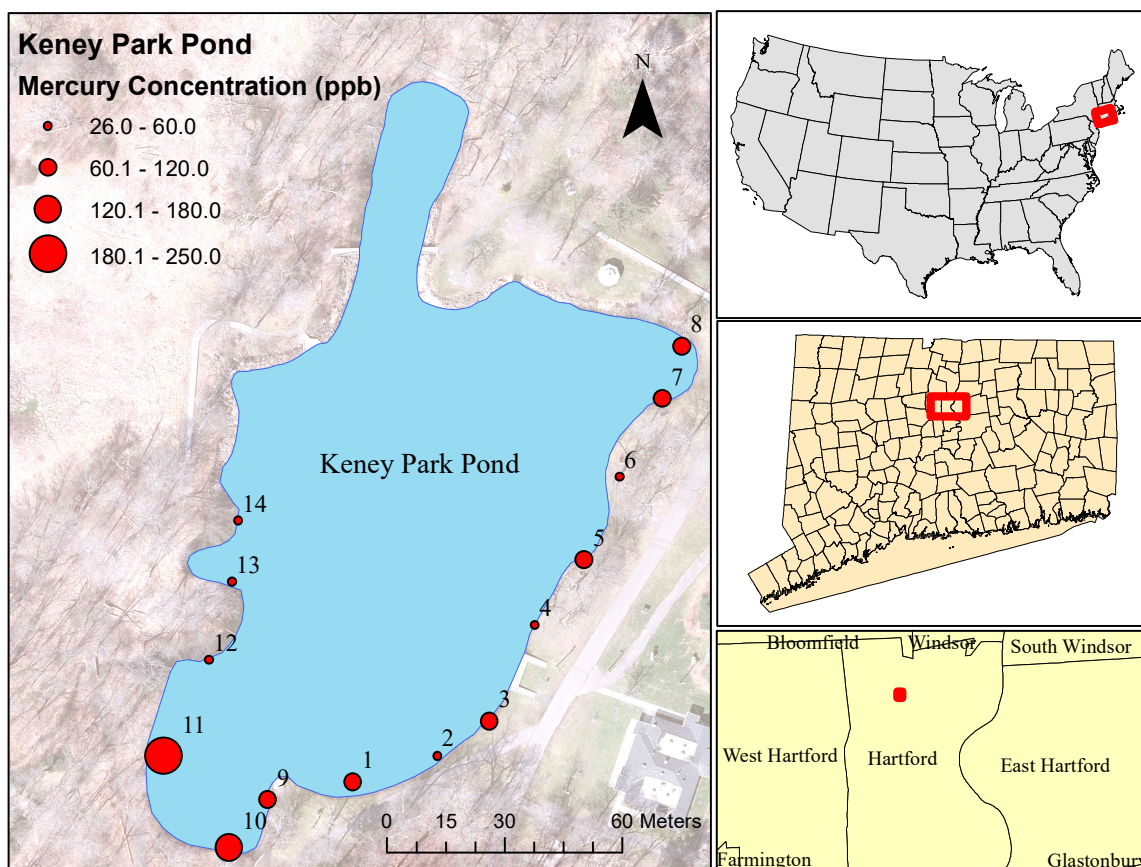 Keney Park Pond
Mercury Concentration (ppb)
26.0 - 60.0
60.1 - 120.0
120.1 - 180.0
180.1 - 250.0
N
8
7
Keney Park Pond
6
14
5
13
4
12
3
11
2
1
9
10
0 15 30 60 Meters
Bloomfield
Windsor
South Windsor
West Hartford
Hartford
East Hartford
Farmington
Glastonbur